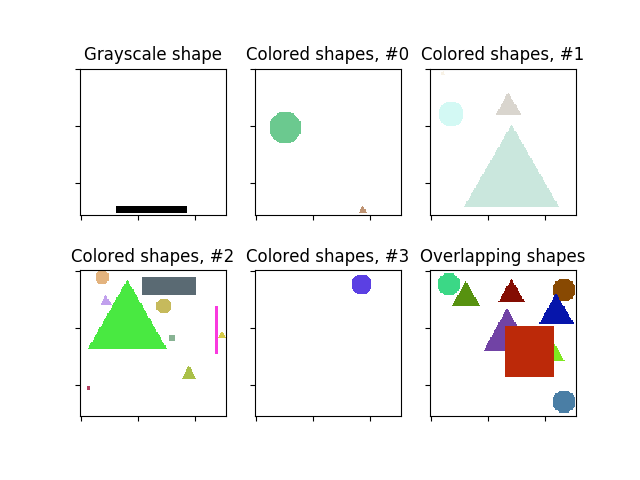 Grayscale shape
Colored shapes, #0
Colored shapes, #1
Colored shapes, #2
Colored shapes, #3
Overlapping shapes